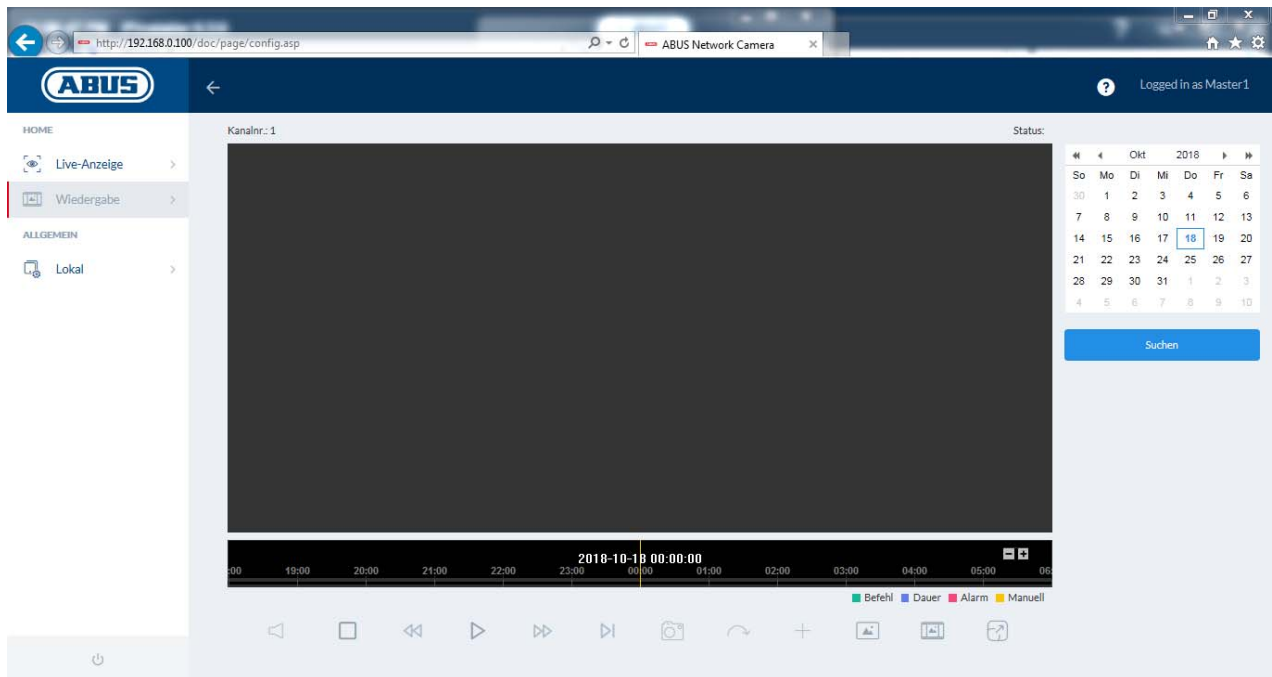 http://192.168.0.100/doc/page/config.asp
ABUS Network Camera
ABUS
Logged in as Master1
HOME
Live-Anzeige
Wiedergabe
ALLGEMEIN
Lokal
Kanalnr.: 1
Status:
Okt 2018
So Mo Di Mi Do Fr Sa
30 1 2 3 4 5 6
7 8 9 10 11 12 13
14 15 16 17 18 19 20
21 22 23 24 25 26 27
28 29 30 31 1 2 3
4 5 6 7 8 9 10
Suchen
2018-10-18 00:00:00
:00 19:00 20:00 21:00 22:00 23:00 00:00 01:00 02:00 03:00 04:00 05:00 06:
Befehl Dauer Alarm Manuell